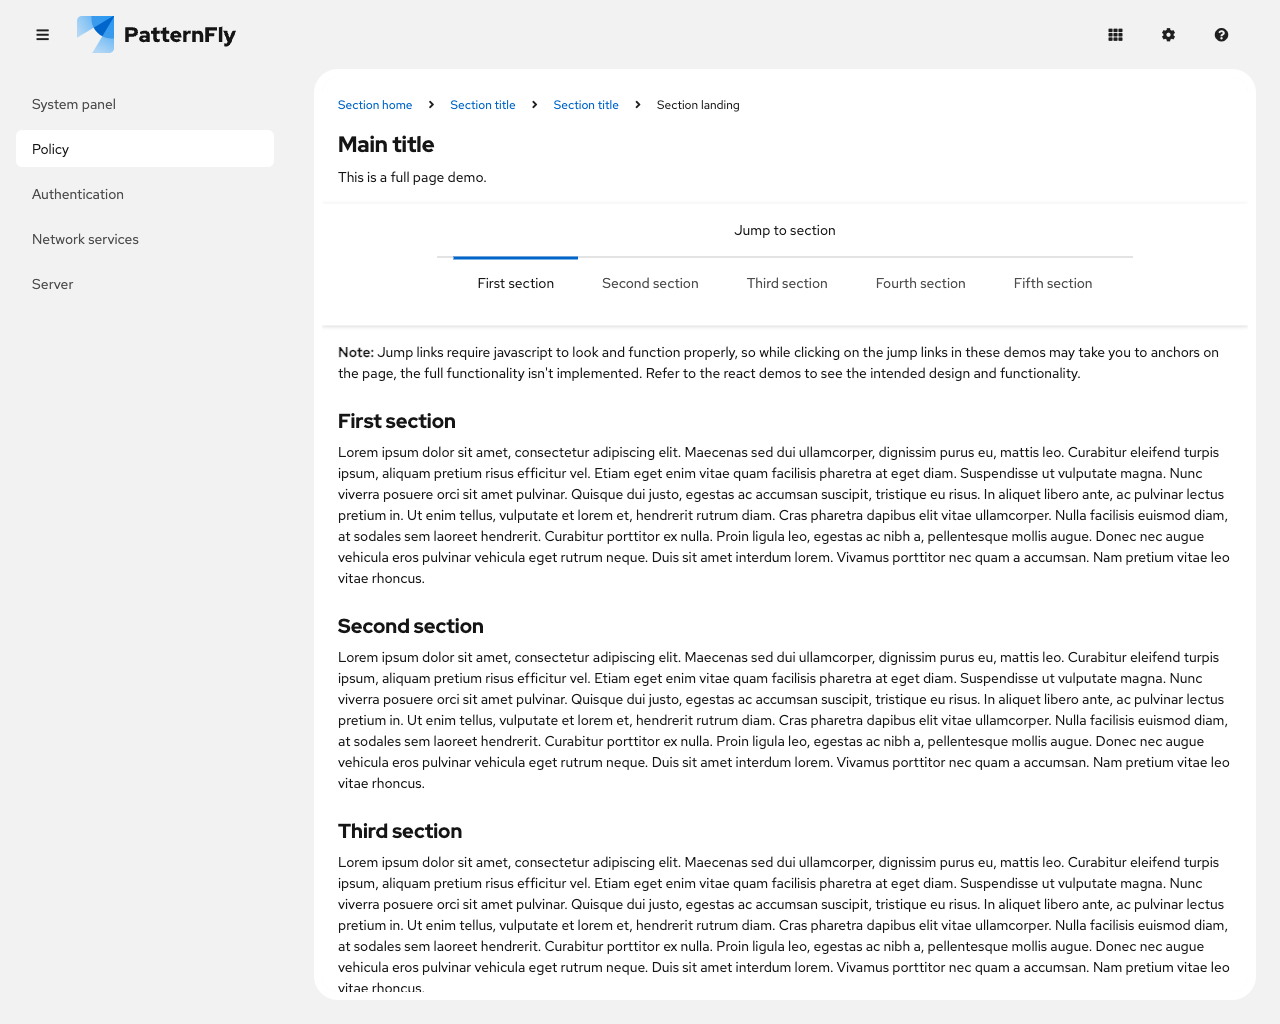 PatternFly
System panel
Policy
Authentication
Network services
Server
Section home > Section title > Section title > Section landing
Main title
This is a full page demo.
Jump to section
First section Second section Third section Fourth section Fifth section
Note: Jump links require javascript to look and function properly, so while clicking on the jump links in these demos may take you to anchors on
the page, the full functionality isn't implemented. Refer to the react demos to see the intended design and functionality.
First section
Lorem ipsum dolor sit amet, consectetur adipiscing elit. Maecenas sed dui ullamcorper, dignissim purus eu, mattis leo. Curabitur eleifend turpis
ipsum, aliquam pretium risus efficitur vel. Etiam eget enim vitae quam facilisis pharetra at eget diam. Suspendisse ut vulputate magna. Nunc
viverra posuere orci sit amet pulvinar. Quisque dui justo, egestas ac accumsan suscipit, tristique eu risus. In aliquet libero ante, ac pulvinar lectus
pretium in. Ut enim tellus, vulputate et lorem et, hendrerit rutrum diam. Cras pharetra dapibus elit vitae ullamcorper. Nulla facilisis euismod diam,
at sodales sem laoreet hendrerit. Curabitur porttitor ex nulla. Proin ligula leo, egestas ac nibh a, pellentesque mollis augue. Donec nec augue
vehicula eros pulvinar vehicula eget rutrum neque. Duis sit amet interdum lorem. Vivamus porttitor nec quam a accumsan. Nam pretium vitae leo
vitae rhoncus.
Second section
Lorem ipsum dolor sit amet, consectetur adipiscing elit. Maecenas sed dui ullamcorper, dignissim purus eu, mattis leo. Curabitur eleifend turpis
ipsum, aliquam pretium risus efficitur vel. Etiam eget enim vitae quam facilisis pharetra at eget diam. Suspendisse ut vulputate magna. Nunc
viverra posuere orci sit amet pulvinar. Quisque dui justo, egestas ac accumsan suscipit, tristique eu risus. In aliquet libero ante, ac pulvinar lectus
pretium in. Ut enim tellus, vulputate et lorem et, hendrerit rutrum diam. Cras pharetra dapibus elit vitae ullamcorper. Nulla facilisis euismod diam,
at sodales sem laoreet hendrerit. Curabitur porttitor ex nulla. Proin ligula leo, egestas ac nibh a, pellentesque mollis augue. Donec nec augue
vehicula eros pulvinar vehicula eget rutrum neque. Duis sit amet interdum lorem. Vivamus porttitor nec quam a accumsan. Nam pretium vitae leo
vitae rhoncus.
Third section
Lorem ipsum dolor sit amet, consectetur adipiscing elit. Maecenas sed dui ullamcorper, dignissim purus eu, mattis leo. Curabitur eleifend turpis
ipsum, aliquam pretium risus efficitur vel. Etiam eget enim vitae quam facilisis pharetra at eget diam. Suspendisse ut vulputate magna. Nunc
viverra posuere orci sit amet pulvinar. Quisque dui justo, egestas ac accumsan suscipit, tristique eu risus. In aliquet libero ante, ac pulvinar lectus
pretium in. Ut enim tellus, vulputate et lorem et, hendrerit rutrum diam. Cras pharetra dapibus elit vitae ullamcorper. Nulla facilisis euismod diam,
at sodales sem laoreet hendrerit. Curabitur porttitor ex nulla. Proin ligula leo, egestas ac nibh a, pellentesque mollis augue. Donec nec augue
vehicula eros pulvinar vehicula eget rutrum neque. Duis sit amet interdum lorem. Vivamus porttitor nec quam a accumsan. Nam pretium vitae leo
vitae rhoncus.